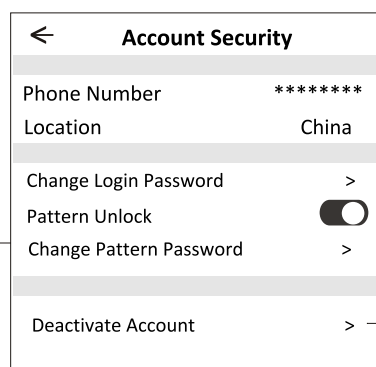 Account Security
Phone Number ********
Location China
Change Login Password >
Pattern Unlock
Change Pattern Password >
Deactivate Account >